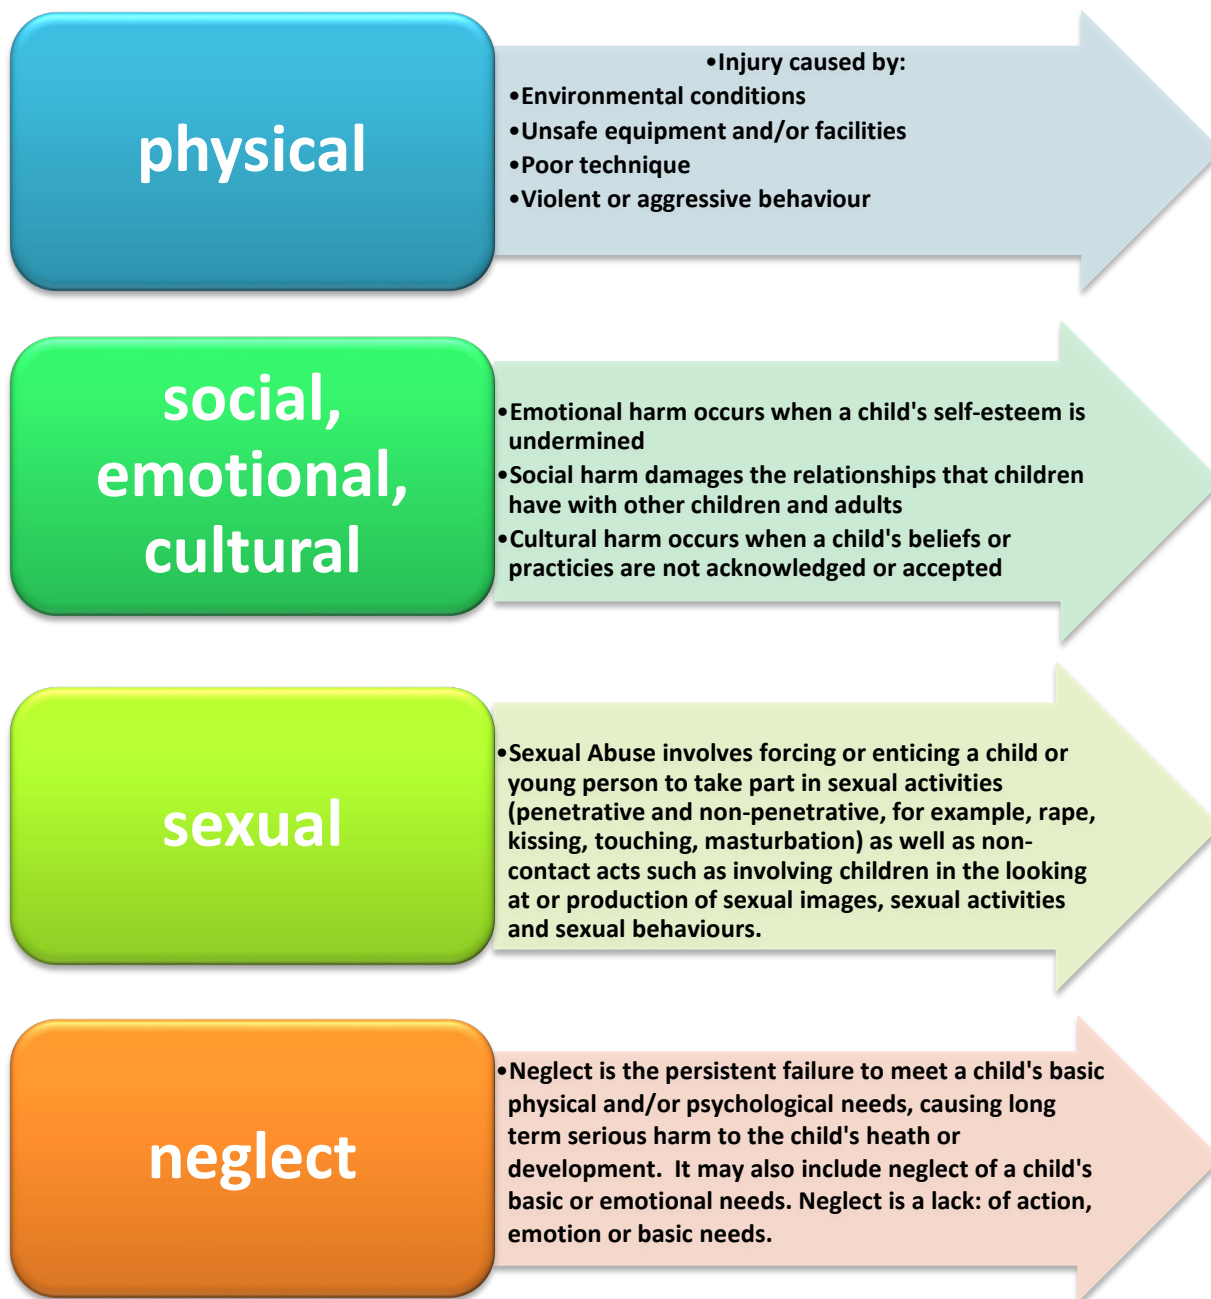 physical
•Injury caused by:
•Environmental conditions
•Unsafe equipment and/or facilities
•Poor technique
•Violent or aggressive behaviour
social,
emotional,
cultural
•Emotional harm occurs when a child's self-esteem is
undermined
•Social harm damages the relationships that children
have with other children and adults
•Cultural harm occurs when a child's beliefs or
practicies are not acknowledged or accepted
sexual
•Sexual Abuse involves forcing or enticing a child or
young person to take part in sexual activities
(penetrative and non-penetrative, for example, rape,
kissing, touching, masturbation) as well as non-
contact acts such as involving children in the looking
at or production of sexual images, sexual activities
and sexual behaviours.
neglect
•Neglect is the persistent failure to meet a child's basic
physical and/or psychological needs, causing long
term serious harm to the child's heath or
development.  It may also include neglect of a child's
basic or emotional needs. Neglect is a lack: of action,
emotion or basic needs.